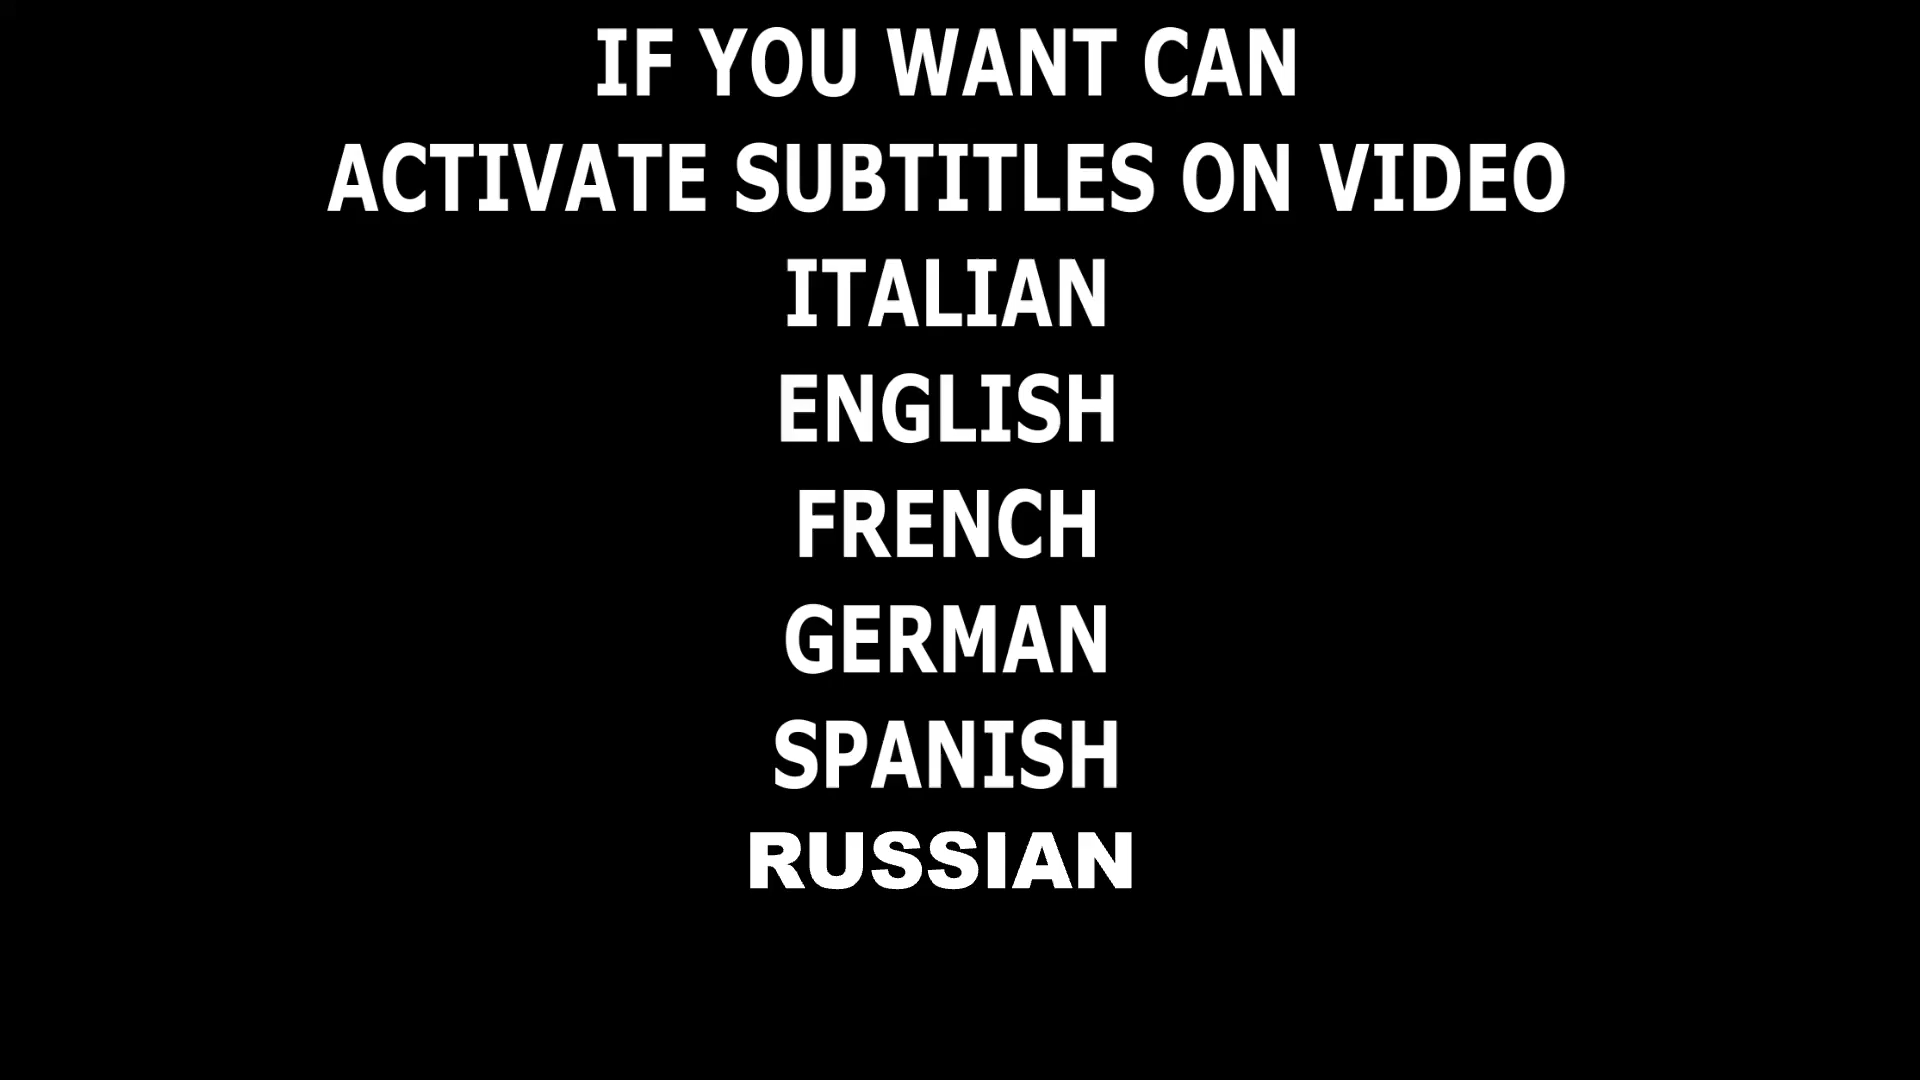 IF YOU WANT CAN
ACTIVATE SUBTITLES ON VIDEO
ITALIAN
ENGLISH
FRENCH
GERMAN
SPANISH
RUSSIAN